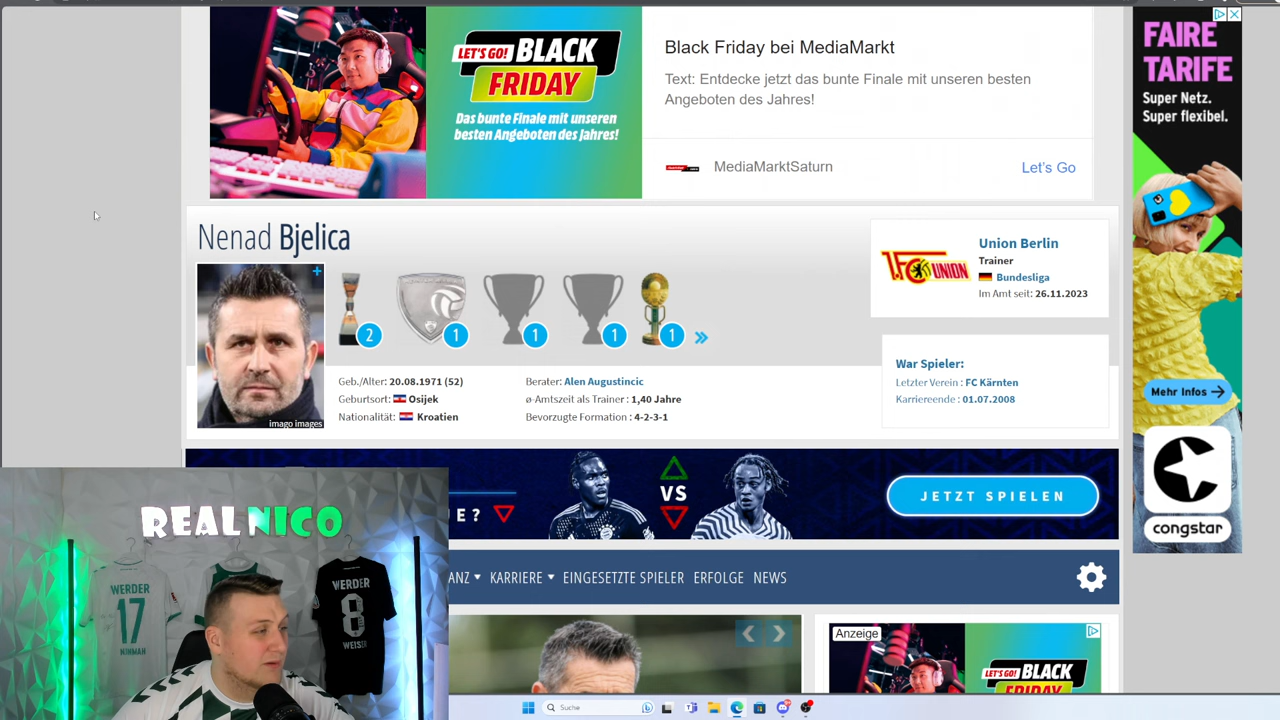 LET'S GO! BLACK
FRIDAY
Das bunte Finale mit unseren
besten Angeboten des Jahres!
Black Friday bei MediaMarkt
Text: Entdecke jetzt das bunte Finale mit unseren besten
Angeboten des Jahres!
MediaMarktSaturn
Let's Go
FAIRE
TARIFE
Super Netz.
Super flexibel.
Mehr Infos →
congstar
Nenad Bjelica
2
1
1
1
1
»
imago images
Geb./Alter: 20.08.1971 (52)
Geburtsort: Osijek
Nationalität: Kroatien
Berater: Alen Augustincic
ø-Amtszeit als Trainer : 1,40 Jahre
Bevorzugte Formation : 4-2-3-1
1.FC UNION
Union Berlin
Trainer
Bundesliga
Im Amt seit: 26.11.2023
War Spieler:
Letzter Verein : FC Kärnten
Karriereende : 01.07.2008
E?
VS
JETZT SPIELEN
ANZ KARRIERE EINGESETZTE SPIELER ERFOLGE NEWS
Anzeige
LET'S GO! BLACK
FRIDAY
REALNICO
WERDER
17
WERDER
8
WEISER
Suche